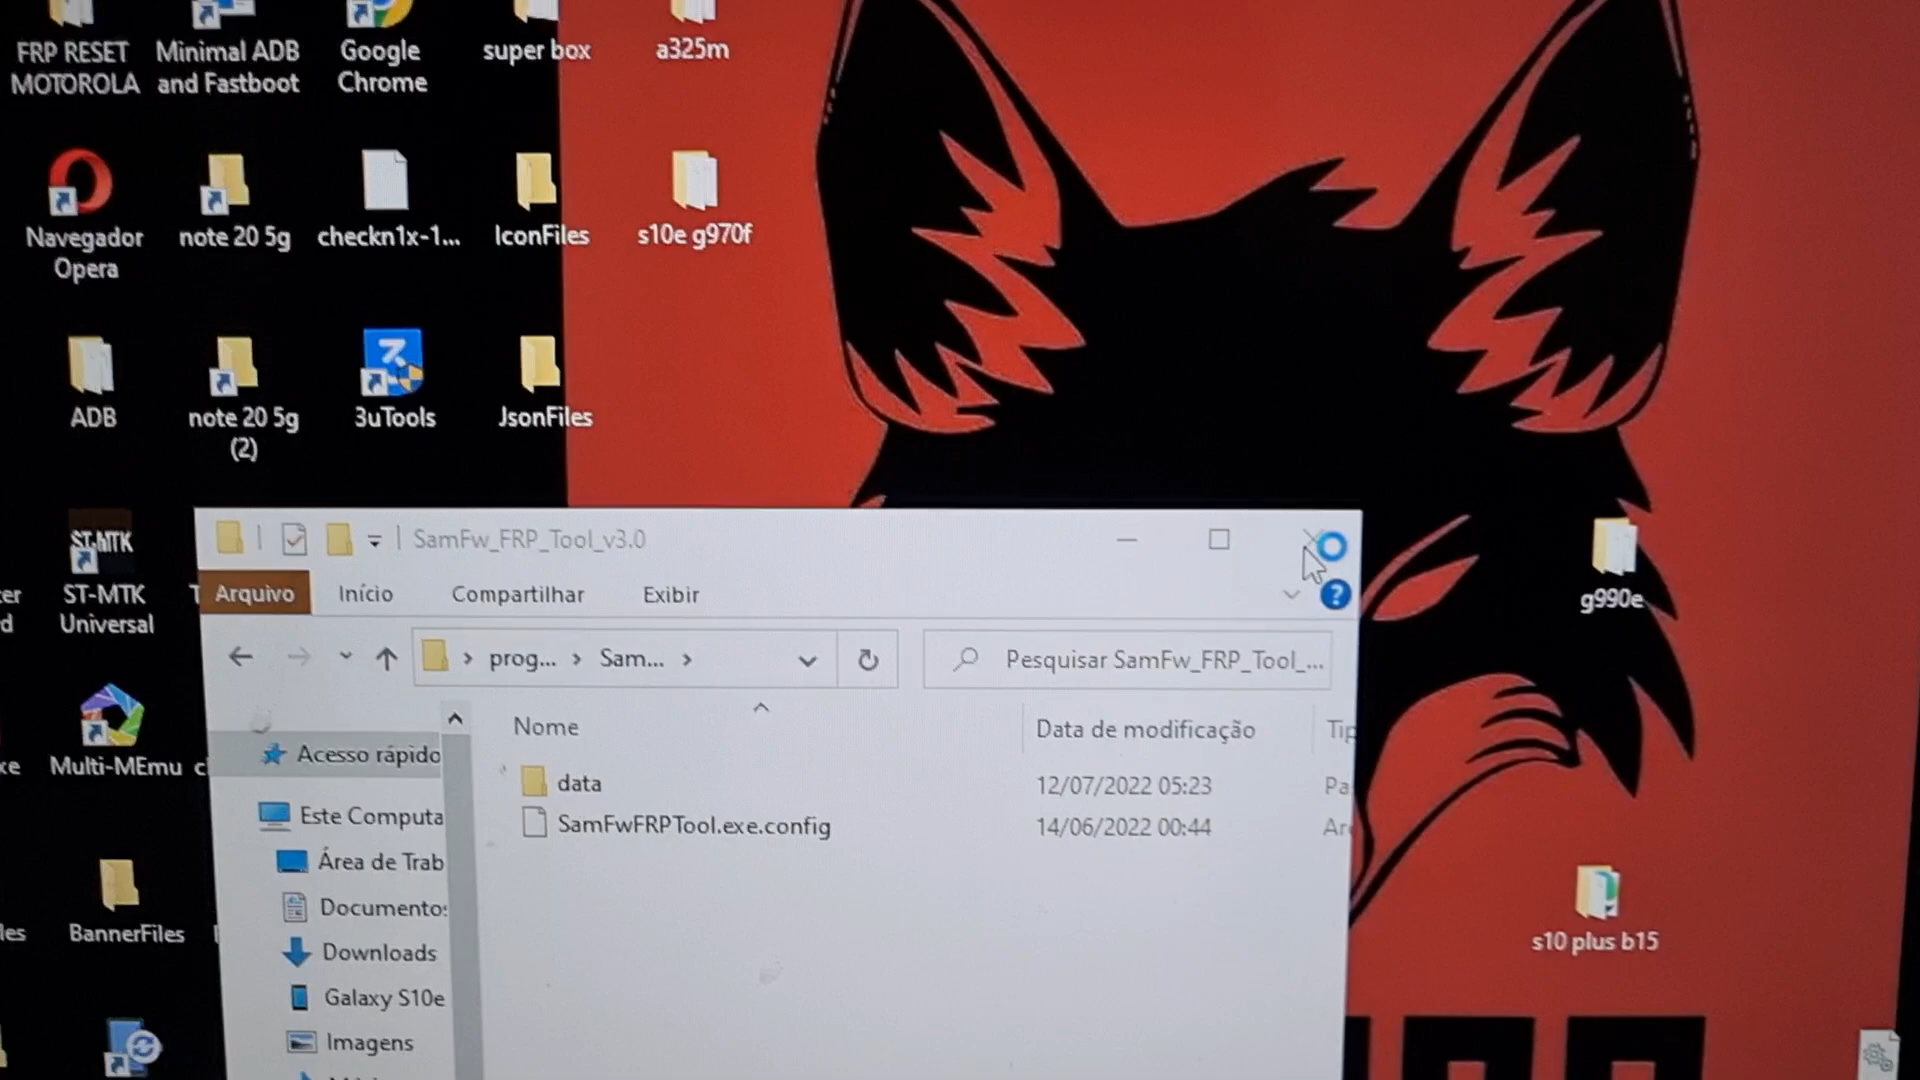 FRP RESET
MOTOROLA
Minimal ADB
and Fastboot
Google
Chrome
super box
a325m
Navegador
Opera
note 20 5g
checkn1x-1...
IconFiles
s10e g970f
ADB
note 20 5g
(2)
3uTools
JsonFiles
ST-MTK
ST-MTK
Universal
Multi-MEmu
BannerFiles
g990e
s10 plus b15
SamFw_FRP_Tool_v3.0
Arquivo
Início
Compartilhar
Exibir
prog...
Sam...
Pesquisar SamFw_FRP_Tool_...
Nome
Data de modificação
Tip
data
12/07/2022 05:23
Pa
SamFwFRPTool.exe.config
14/06/2022 00:44
Acesso rápido
Este Computa
Área de Trab
Documento
Downloads
Galaxy S10e
Imagens